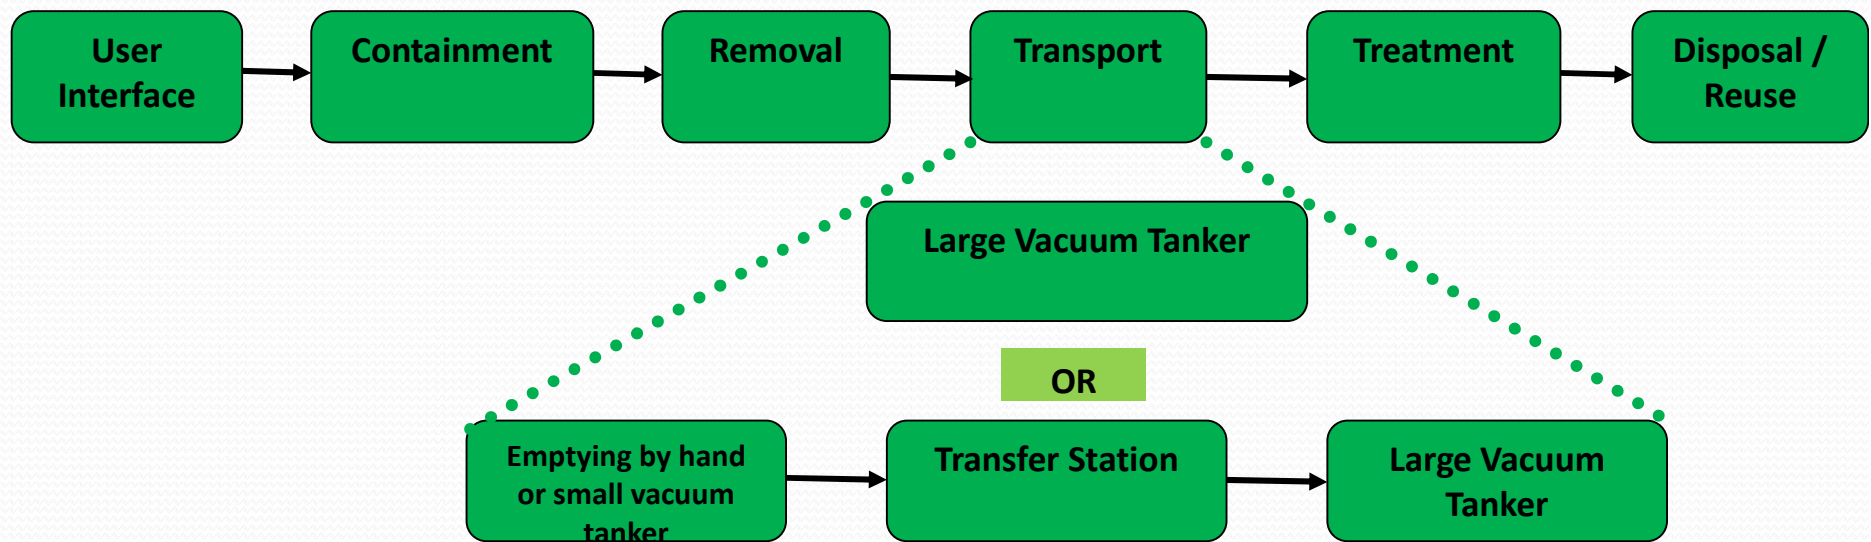 User
Interface
Containment
Removal
Transport
Treatment
Disposal /
Reuse
Large Vacuum Tanker
OR
Emptying by hand
or small vacuum
tanker
Transfer Station
Large Vacuum
Tanker